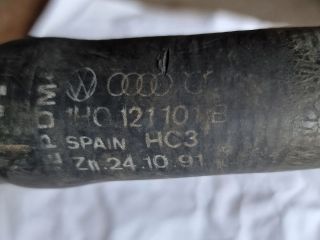 1H0 121 101 B
SPAIN HC3
Zn.24.10.91
EPDM